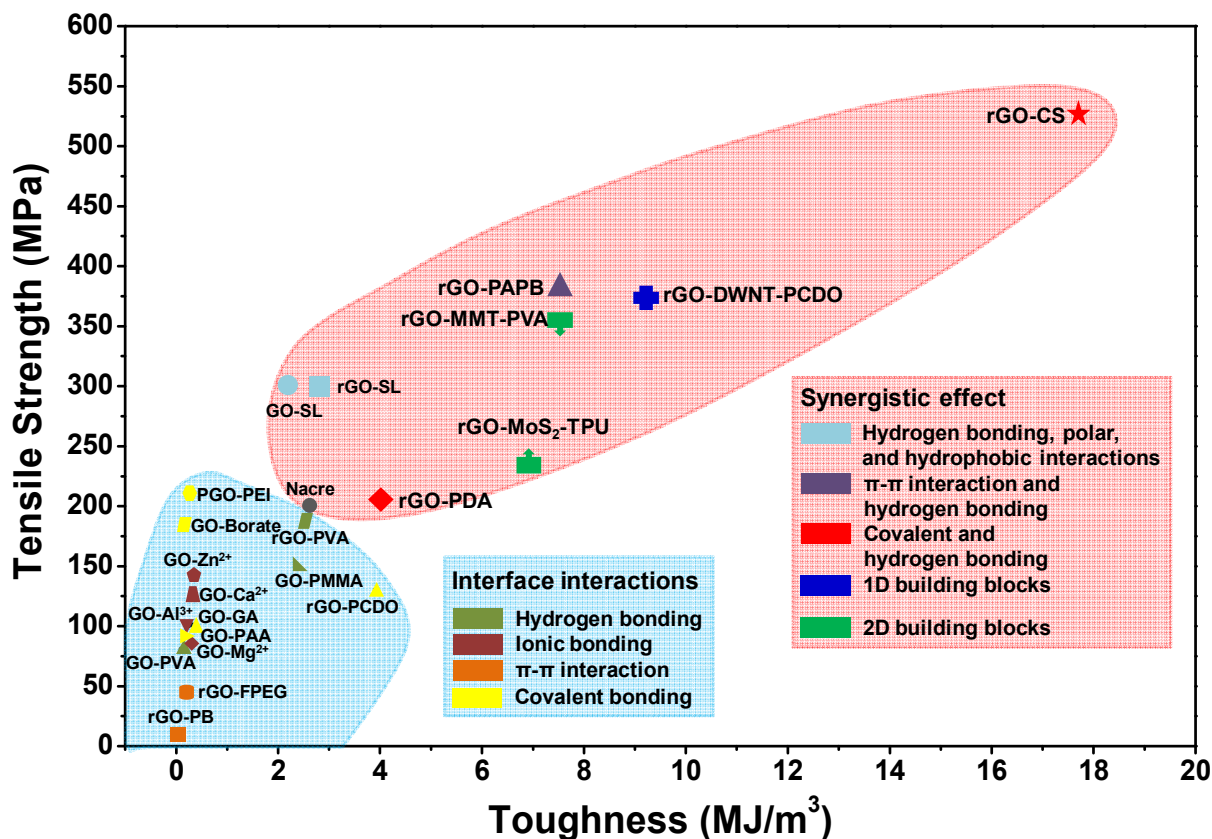 600
550
500
450
400
350
300
250
200
150
100
50
0
Tensile Strength (MPa)
rGO-CS
rGO-PAPB
rGO-DWNT-PCDO
rGO-MMT-PVA
rGO-SL
GO-SL
rGO-MoS₂-TPU
rGO-PDA
Nacre
PGO-PEI
GO-Borate
rGO-PVA
GO-Zn²⁺
GO-PMMA
GO-Ca²⁺
rGO-PCDO
GO-Al³⁺
GO-GA
GO-PAA
GO-Mg²⁺
GO-PVA
rGO-FPEG
rGO-PB
Interface interactions
Hydrogen bonding
Ionic bonding
π-π interaction
Covalent bonding
Synergistic effect
Hydrogen bonding, polar,
and hydrophobic interactions
π-π interaction and
hydrogen bonding
Covalent and
hydrogen bonding
1D building blocks
2D building blocks
0 2 4 6 8 10 12 14 16 18 20
Toughness (MJ/m³)